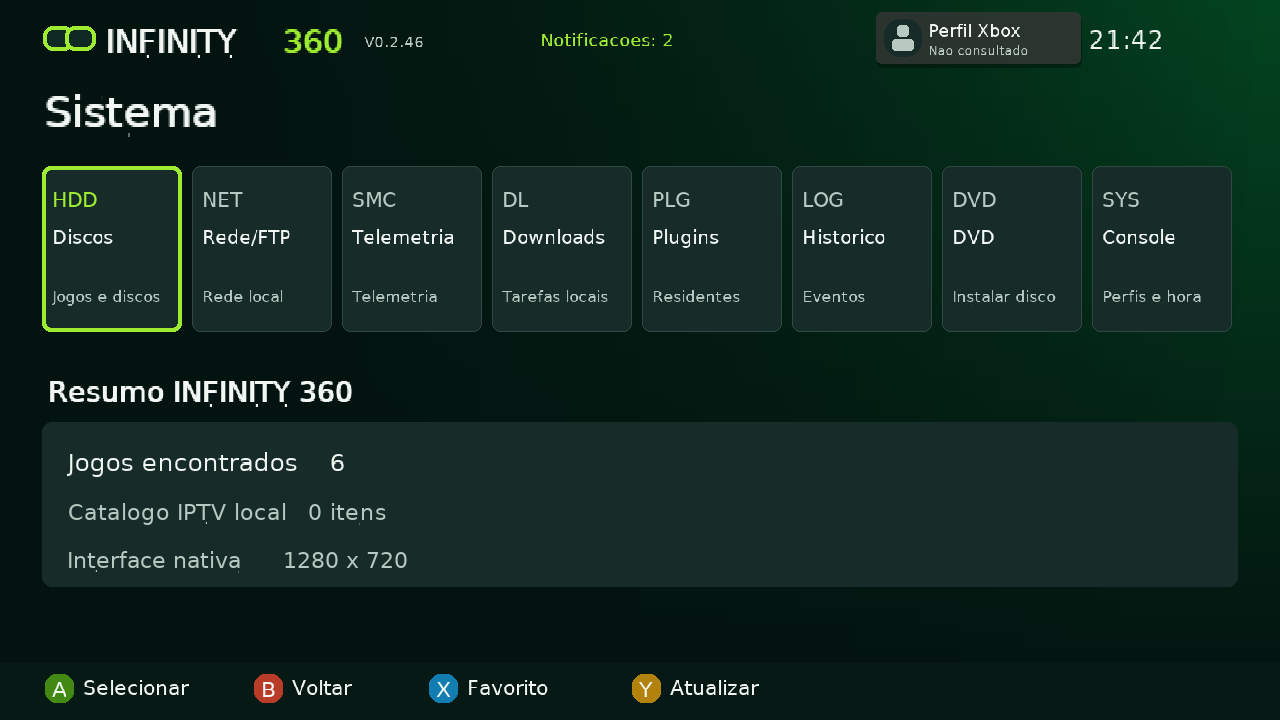 INFINITY 360 V0.2.46 Notificacoes: 2 Perfil Xbox 21:42
Nao consultado
Sistema
HDD NET SMC DL PLG LOG DVD SYS
Discos Rede/FTP Telemetria Downloads Plugins Historico DVD Console
Jogos e discos Rede local Telemetria Tarefas locais Residentes Eventos Instalar disco Perfis e hora
Resumo INFINITY 360
Jogos encontrados 6
Catalogo IPTV local 0 itens
Interface nativa 1280 x 720
A Selecionar B Voltar X Favorito Y Atualizar